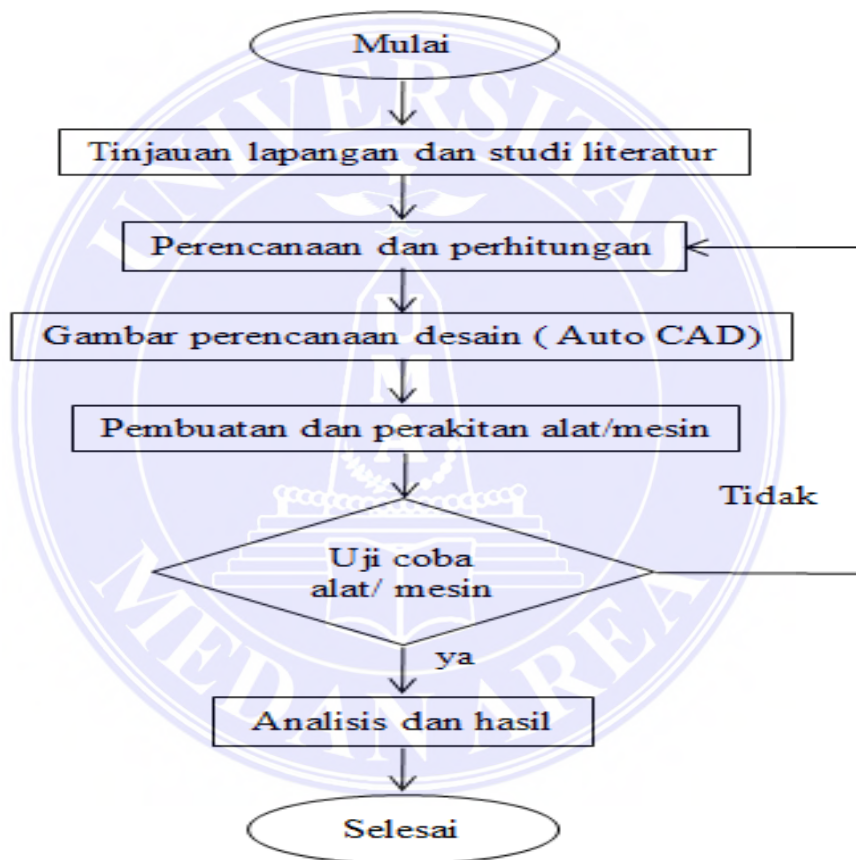 Mulai
Tinjauan lapangan dan studi literatur
Perencanaan dan perhitungan
Gambar perencanaan desain ( Auto CAD)
Pembuatan dan perakitan alat/mesin
Tidak
Uji coba
alat/ mesin
ya
Analisis dan hasil
Selesai
UNIVERSITAS
UMA
MEDAN AREA